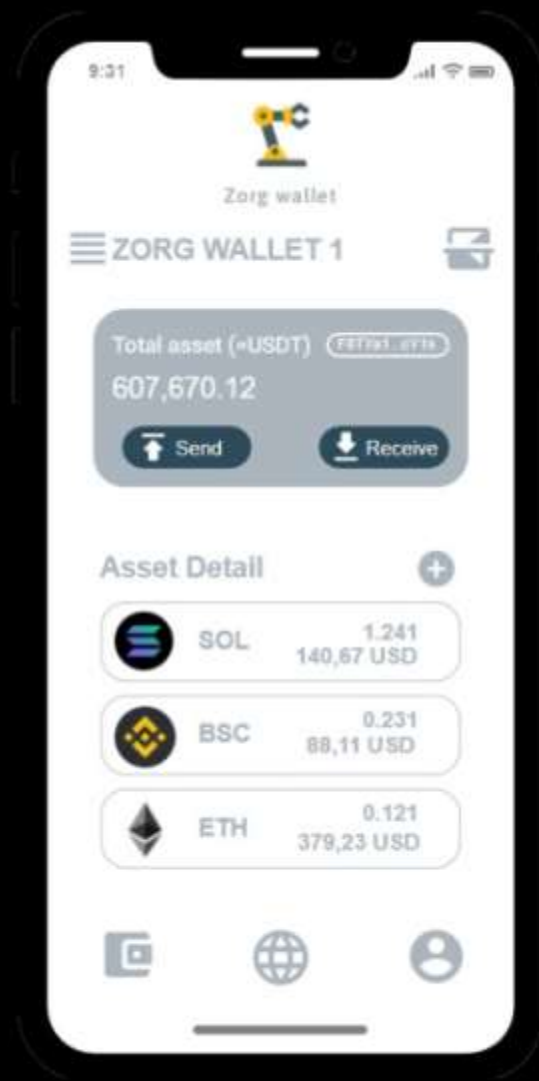 9:31
Zorg wallet
ZORG WALLET 1
Total asset (≈USDT)
607,670.12
Send
Receive
Asset Detail
SOL
1.241
140,67 USD
BSC
0.231
88,11 USD
ETH
0.121
379,23 USD